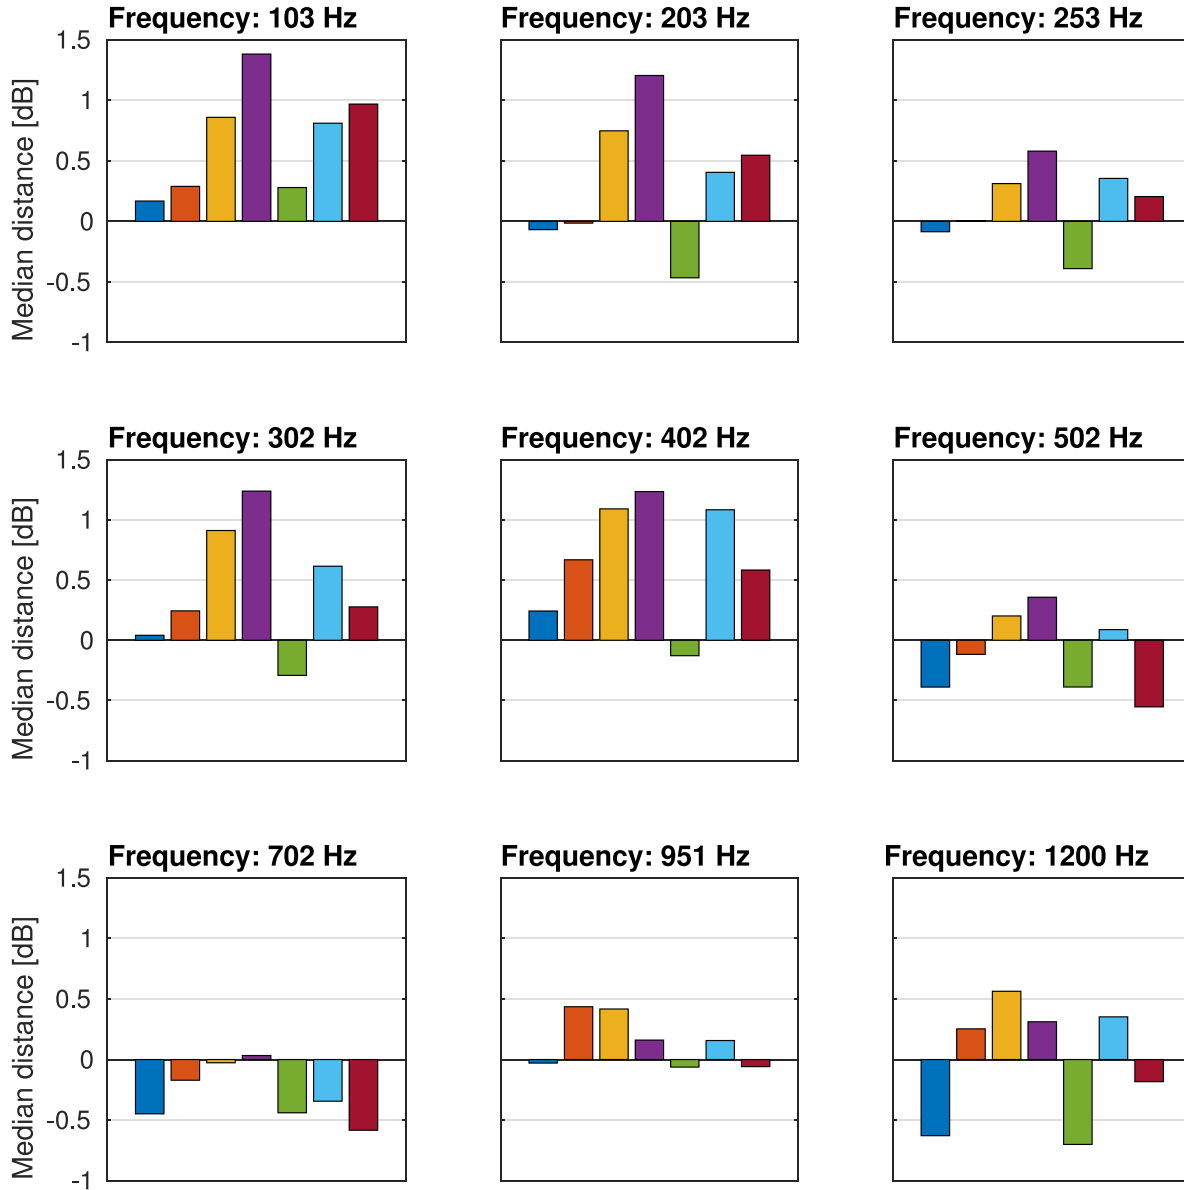 Frequency: 103 Hz
Frequency: 203 Hz
Frequency: 253 Hz
Median distance [dB]
1.5
1
0.5
0
-0.5
-1
Frequency: 302 Hz
Frequency: 402 Hz
Frequency: 502 Hz
Median distance [dB]
1.5
1
0.5
0
-0.5
-1
Frequency: 702 Hz
Frequency: 951 Hz
Frequency: 1200 Hz
Median distance [dB]
1.5
1
0.5
0
-0.5
-1